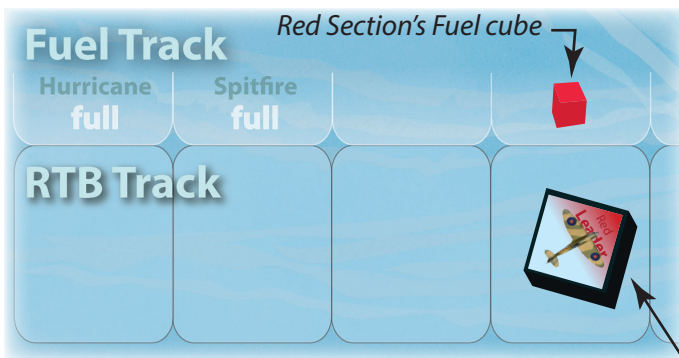 Red Section's Fuel cube
Fuel Track
Hurricane Spitfire
full full
RTB Track
Red
Leader